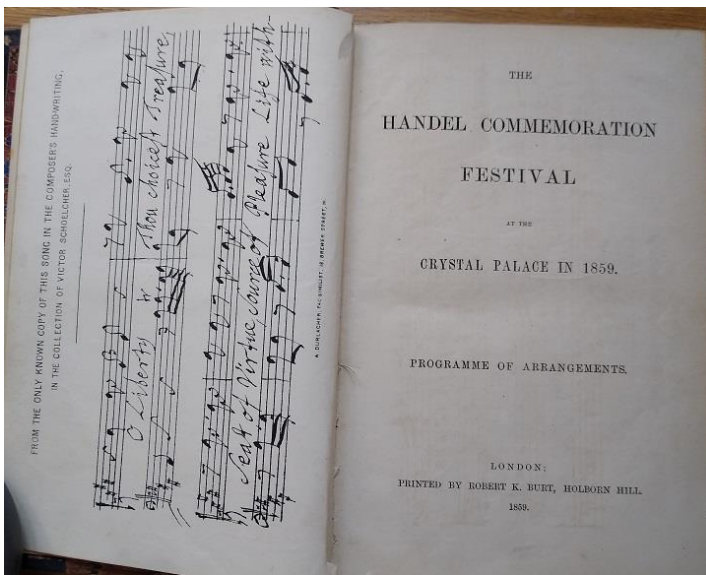 FROM THE ONLY KNOWN COPY OF THIS SONG IN THE COMPOSER'S HAND-WRITING,
IN THE COLLECTION OF VICTOR SCHOELCHER, ESQ.
O Liberty Thou choicest Treasure,
Seat of Virtue, source of Pleasure Life with-
THE
HANDEL COMMEMORATION
FESTIVAL
AT THE
CRYSTAL PALACE IN 1859.
PROGRAMME OF ARRANGEMENTS.
LONDON:
PRINTED BY ROBERT K. BURT, HOLBORN HILL.
1859.